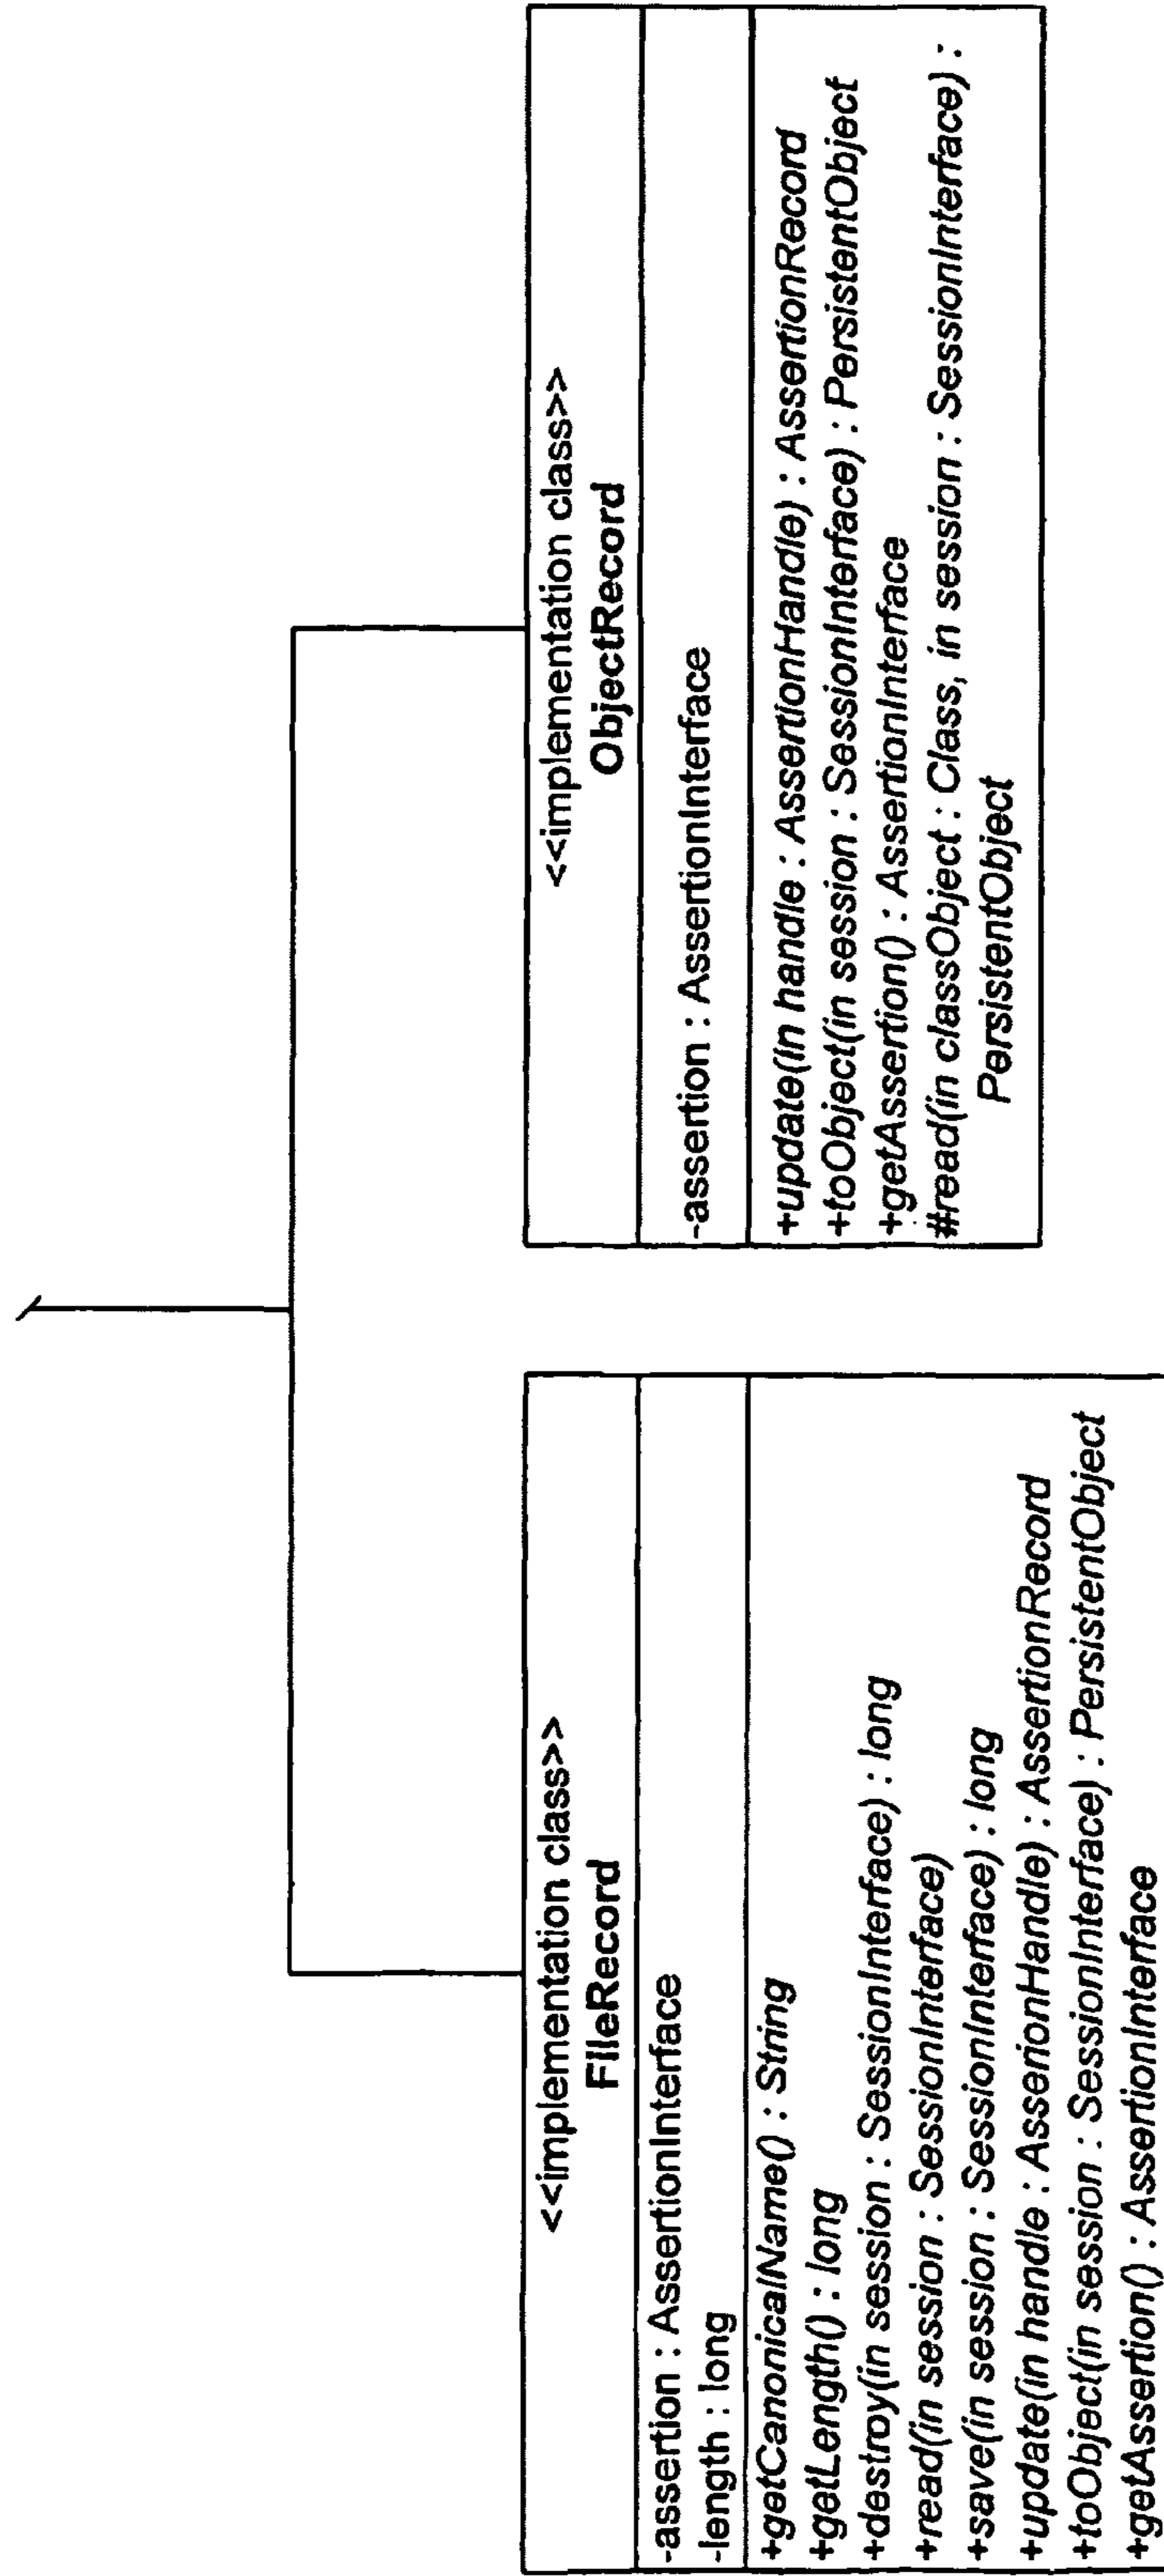 <<implementation class>>
FileRecord
-assertion : AssertionInterface
-length : long
+getCanonicalName() : String
+getLength() : long
+destroy(in session : SessionInterface) : long
+read(in session : SessionInterface)
+save(in session : SessionInterface) : long
+update(in handle : AsserionHandle) : AssertionRecord
+toObject(in session : SessionInterface) : PersistentObject
+getAssertion() : AssertionInterface
<<implementation class>>
ObjectRecord
-assertion : AssertionInterface
+update(in handle : AssertionHandle) : AssertionRecord
+toObject(in session : SessionInterface) : PersistentObject
+getAssertion() : AssertionInterface
#read(in classObject : Class, in session : SessionInterface) :
PersistentObject